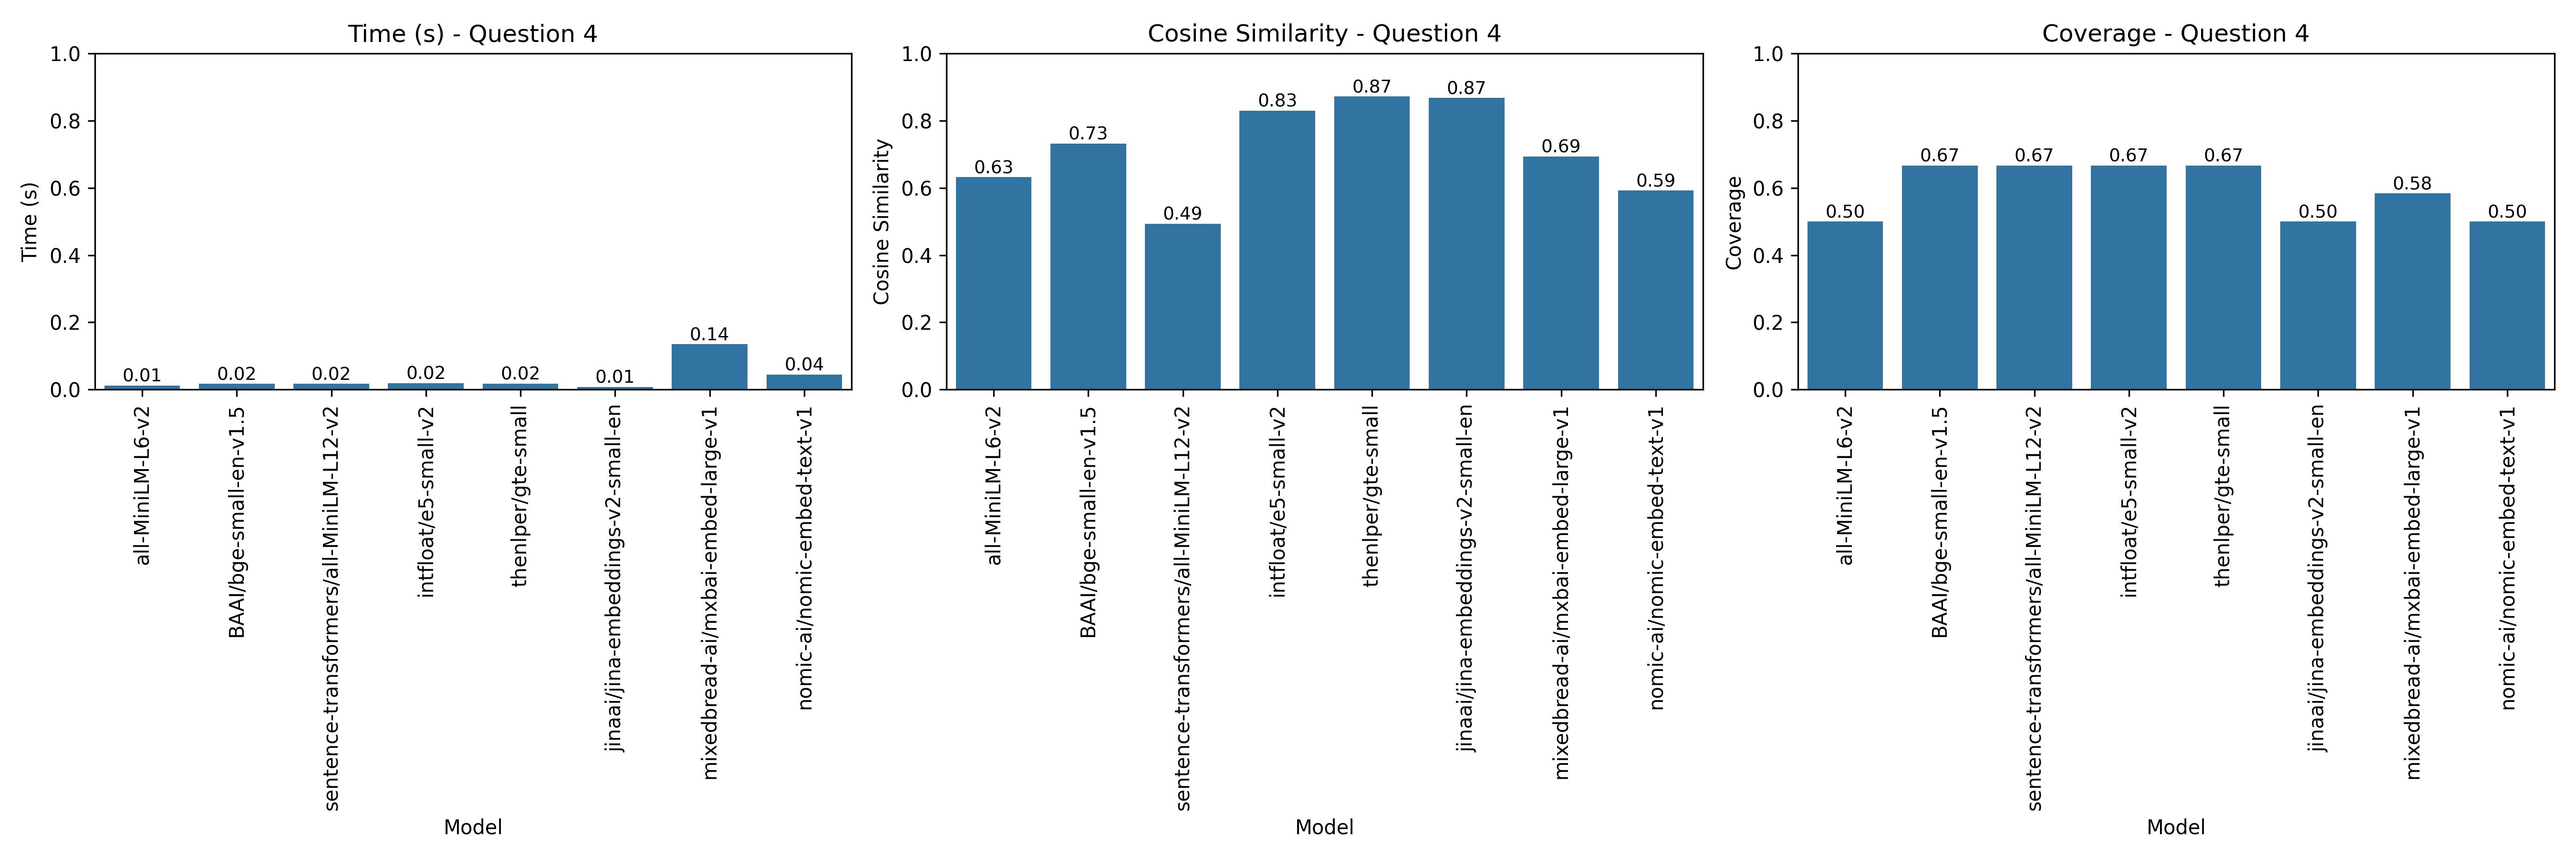 Time (s) - Question 4
1.0
0.8
0.6
0.4
0.2
0.0
Time (s)
0.01
0.02
0.02
0.02
0.02
0.01
0.14
0.04
all-MiniLM-L6-v2
BAAI/bge-small-en-v1.5
sentence-transformers/all-MiniLM-L12-v2
intfloat/e5-small-v2
thenlper/gte-small
jinaai/jina-embeddings-v2-small-en
mixedbread-ai/mxbai-embed-large-v1
nomic-ai/nomic-embed-text-v1
Model
Cosine Similarity - Question 4
1.0
0.8
0.6
0.4
0.2
0.0
Cosine Similarity
0.63
0.73
0.49
0.83
0.87
0.87
0.69
0.59
all-MiniLM-L6-v2
BAAI/bge-small-en-v1.5
sentence-transformers/all-MiniLM-L12-v2
intfloat/e5-small-v2
thenlper/gte-small
jinaai/jina-embeddings-v2-small-en
mixedbread-ai/mxbai-embed-large-v1
nomic-ai/nomic-embed-text-v1
Model
Coverage - Question 4
1.0
0.8
0.6
0.4
0.2
0.0
Coverage
0.50
0.67
0.67
0.67
0.67
0.50
0.58
0.50
all-MiniLM-L6-v2
BAAI/bge-small-en-v1.5
sentence-transformers/all-MiniLM-L12-v2
intfloat/e5-small-v2
thenlper/gte-small
jinaai/jina-embeddings-v2-small-en
mixedbread-ai/mxbai-embed-large-v1
nomic-ai/nomic-embed-text-v1
Model